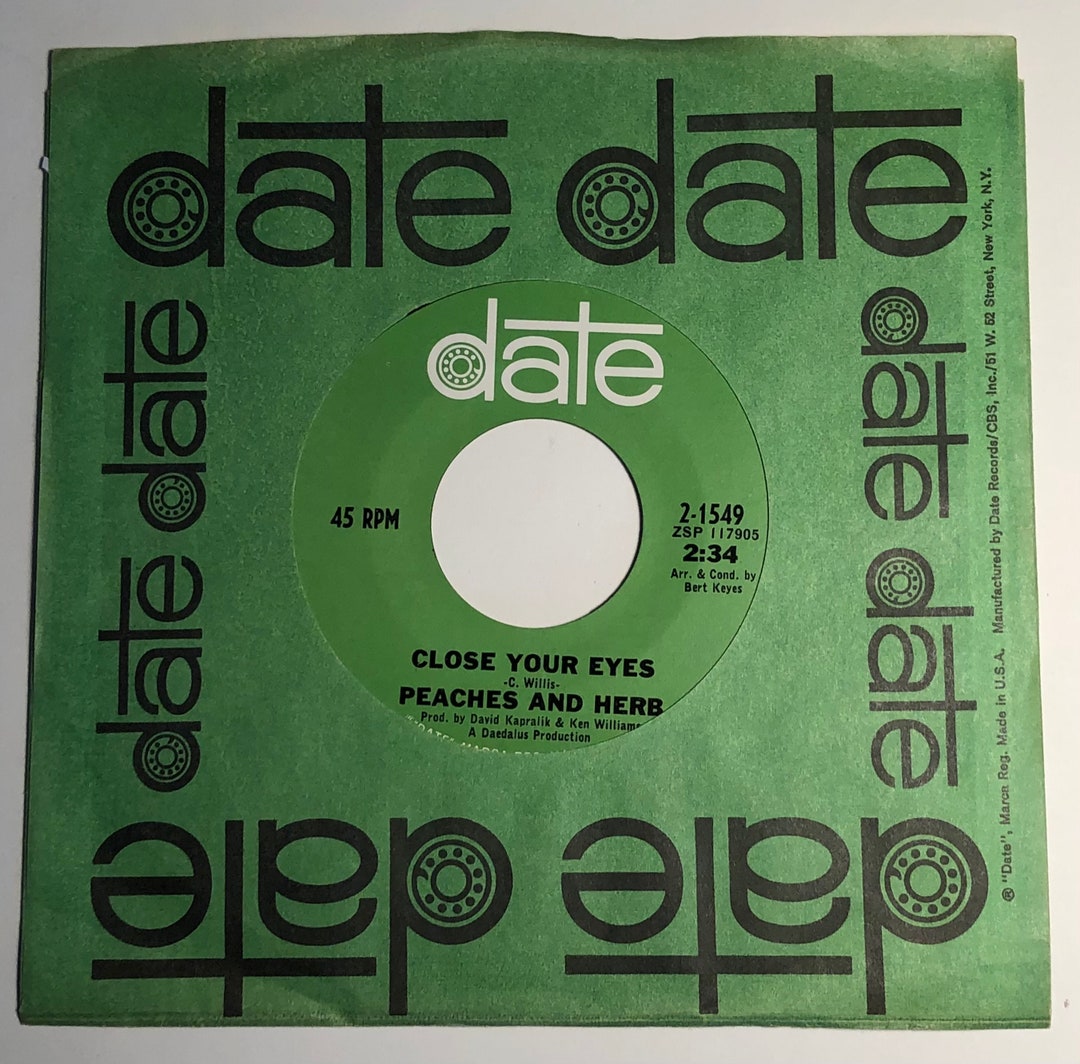 date date
date
45 RPM
2-1549
ZSP 117905
2:34
Arr. & Cond. by
Bert Keyes
CLOSE YOUR EYES
-C. Willis-
PEACHES AND HERB
Prod. by David Kapralik & Ken Williams
A Daedalus Production
date date
date date
date date
® "Date", Marca Reg. Made in U.S.A. Manufactured by Date Records/CBS, Inc./51 W. 52 Street, New York, N.Y.